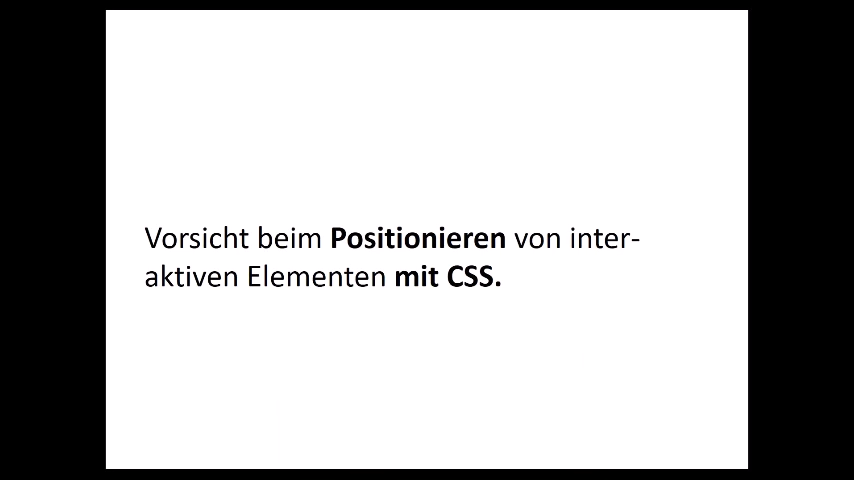 Vorsicht beim Positionieren von inter-
aktiven Elementen mit CSS.